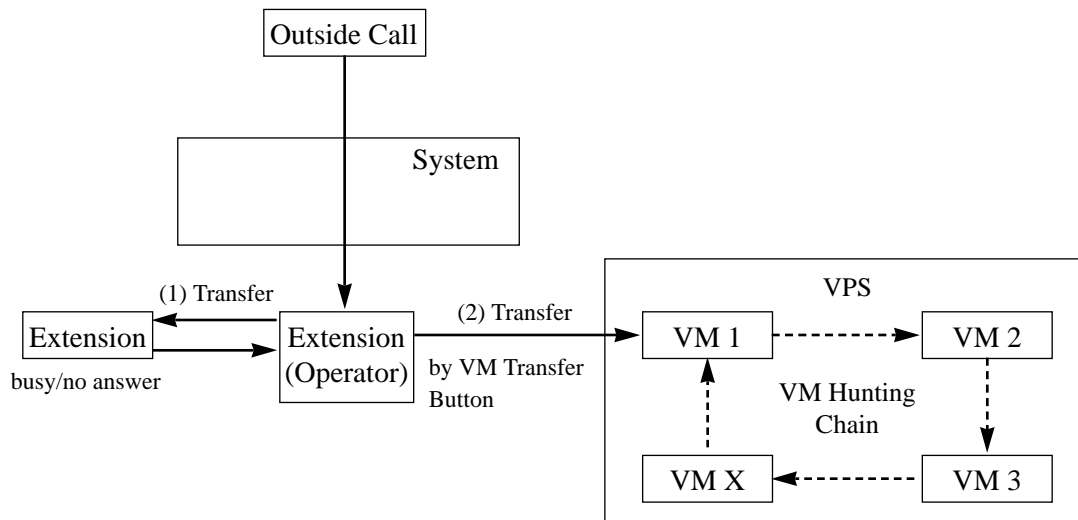 Outside Call
System
VPS
(1) Transfer
(2) Transfer
Extension
Extension
(Operator)
VM 1
VM 2
busy/no answer
by VM Transfer
Button
VM Hunting
Chain
VM X
VM 3